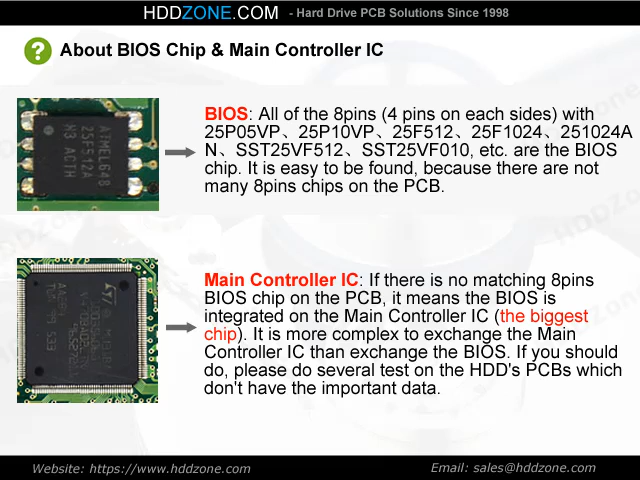 HDDZONE.COM - Hard Drive PCB Solutions Since 1998
? About BIOS Chip & Main Controller IC
ATMEL648
25F512A
N3 ACTH
BIOS: All of the 8pins (4 pins on each sides) with
25P05VP、25P10VP、25F512、25F1024、251024A
N、SST25VF512、SST25VF010, etc. are the BIOS
chip. It is easy to be found, because there are not
many 8pins chips on the PCB.
Main Controller IC: If there is no matching 8pins
BIOS chip on the PCB, it means the BIOS is
integrated on the Main Controller IC (the biggest
chip). It is more complex to exchange the Main
Controller IC than exchange the BIOS. If you should
do, please do several test on the HDD's PCBs which
don't have the important data.
Website: https://www.hddzone.com
Email: sales@hddzone.com